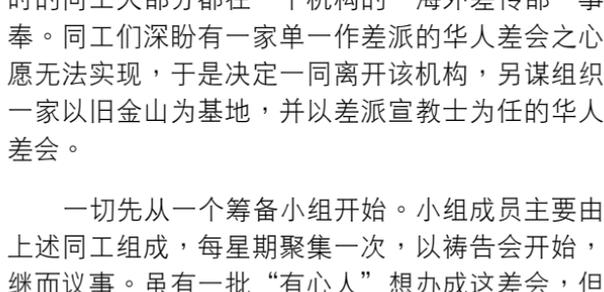 时的同工大部分都在一个机构的“海外差传部”事
奉。同工们深盼有一家单一作差派的华人差会之心
愿无法实现，于是决定一同离开该机构，另谋组织
一家以旧金山为基地，并以差派宣教士为任的华人
差会。
一切先从一个筹备小组开始。小组成员主要由
上述同工组成，每星期聚集一次，以祷告会开始，
继而议事。虽有一批“有心人”想办成这差会，但